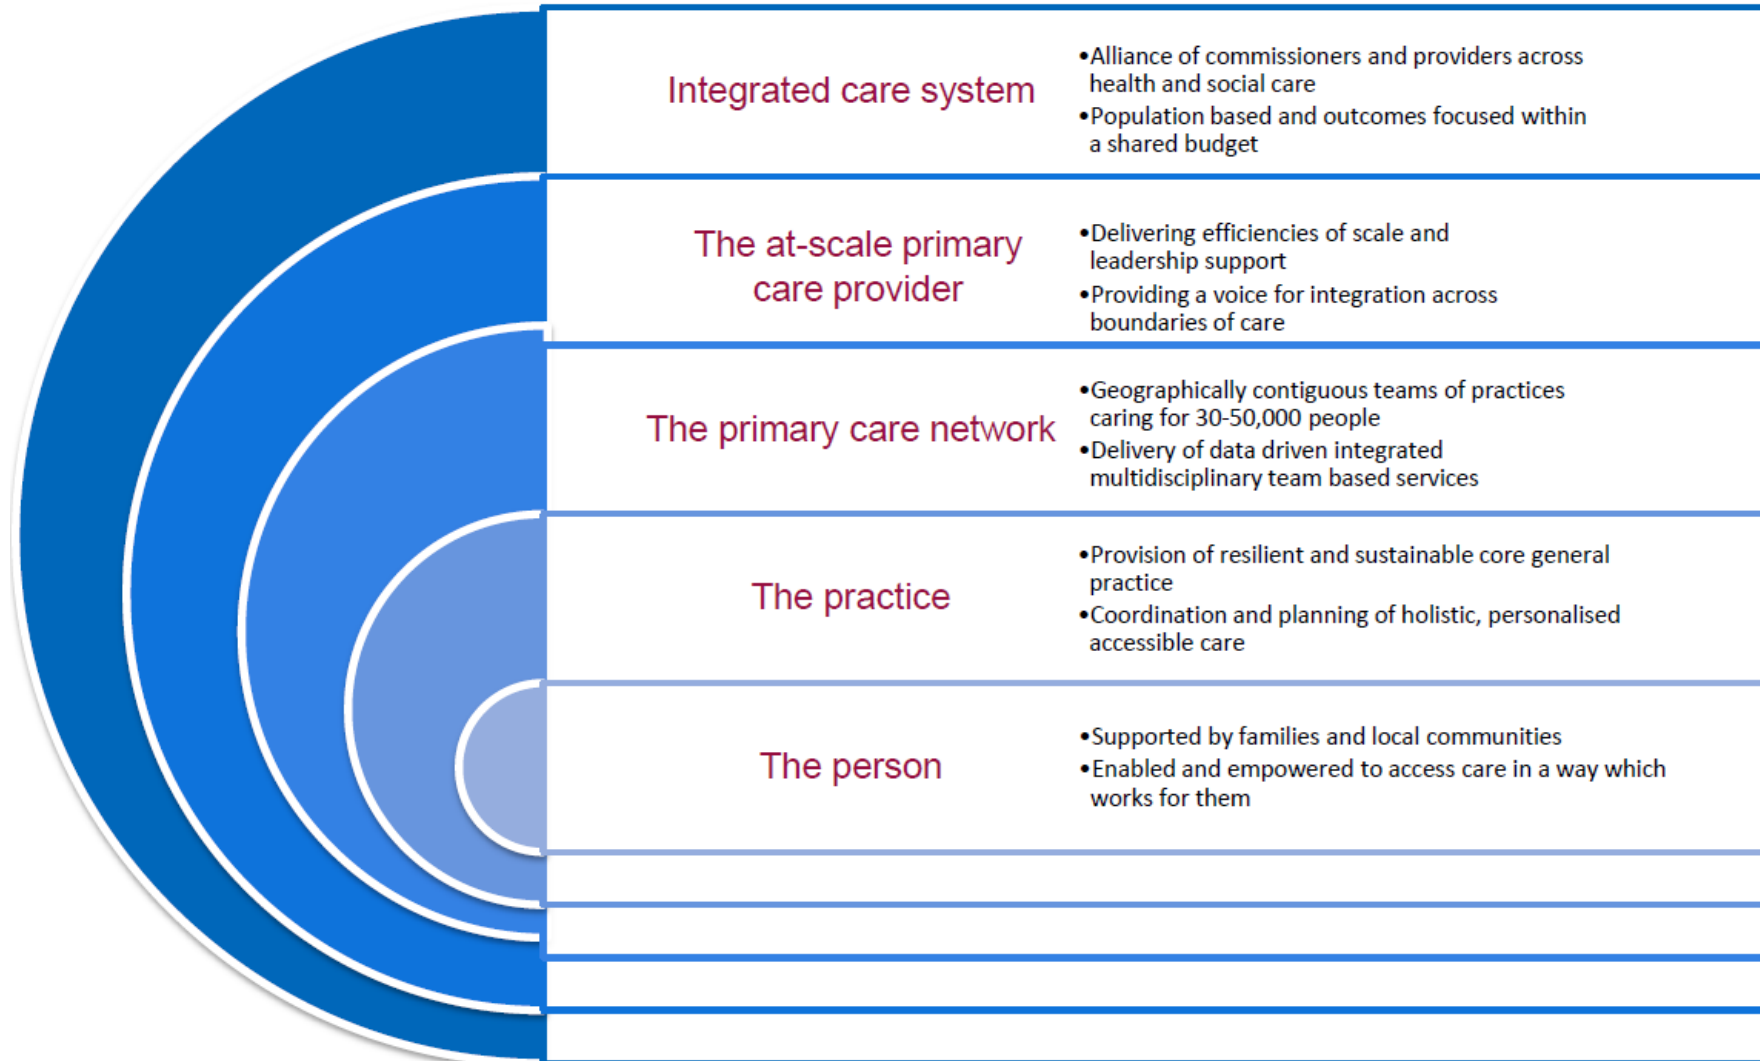 Integrated care system
•Alliance of commissioners and providers across
health and social care
•Population based and outcomes focused within
a shared budget
The at-scale primary
care provider
•Delivering efficiencies of scale and
leadership support
•Providing a voice for integration across
boundaries of care
The primary care network
•Geographically contiguous teams of practices
caring for 30-50,000 people
•Delivery of data driven integrated
multidisciplinary team based services
The practice
•Provision of resilient and sustainable core general
practice
•Coordination and planning of holistic, personalised
accessible care
The person
•Supported by families and local communities
•Enabled and empowered to access care in a way which
works for them